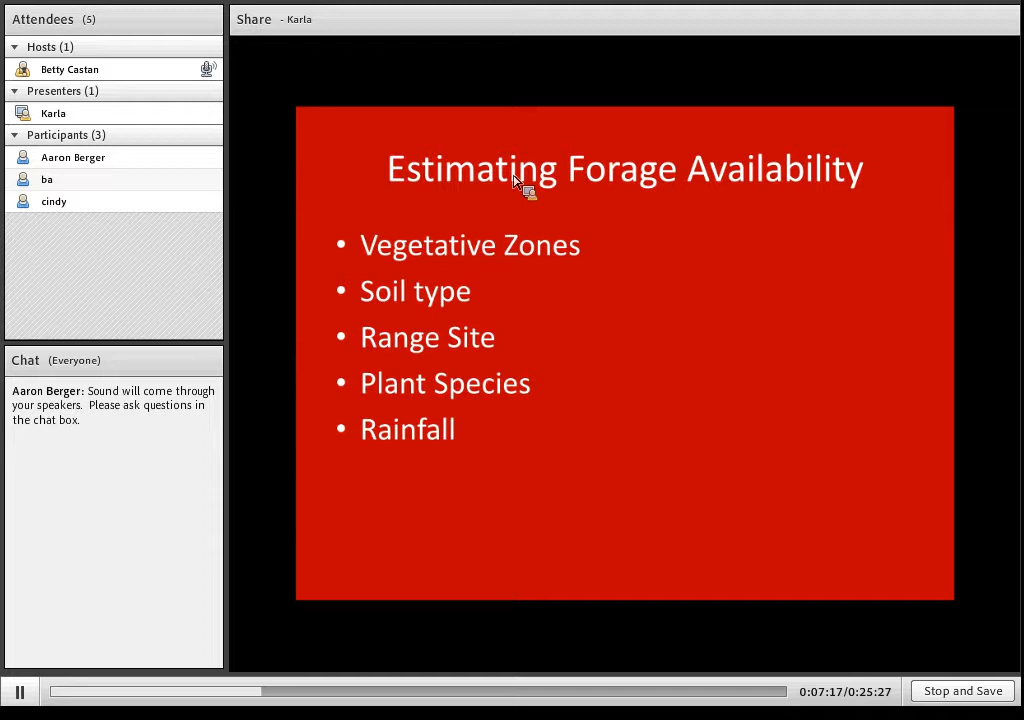 Attendees (5)
Hosts (1)
Betty Castan
Presenters (1)
Karla
Participants (3)
Aaron Berger
ba
cindy
Chat (Everyone)
Aaron Berger: Sound will come through
your speakers. Please ask questions in
the chat box.
Share - Karla
Estimating Forage Availability
• Vegetative Zones
• Soil type
• Range Site
• Plant Species
• Rainfall
0:07:17/0:25:27
Stop and Save